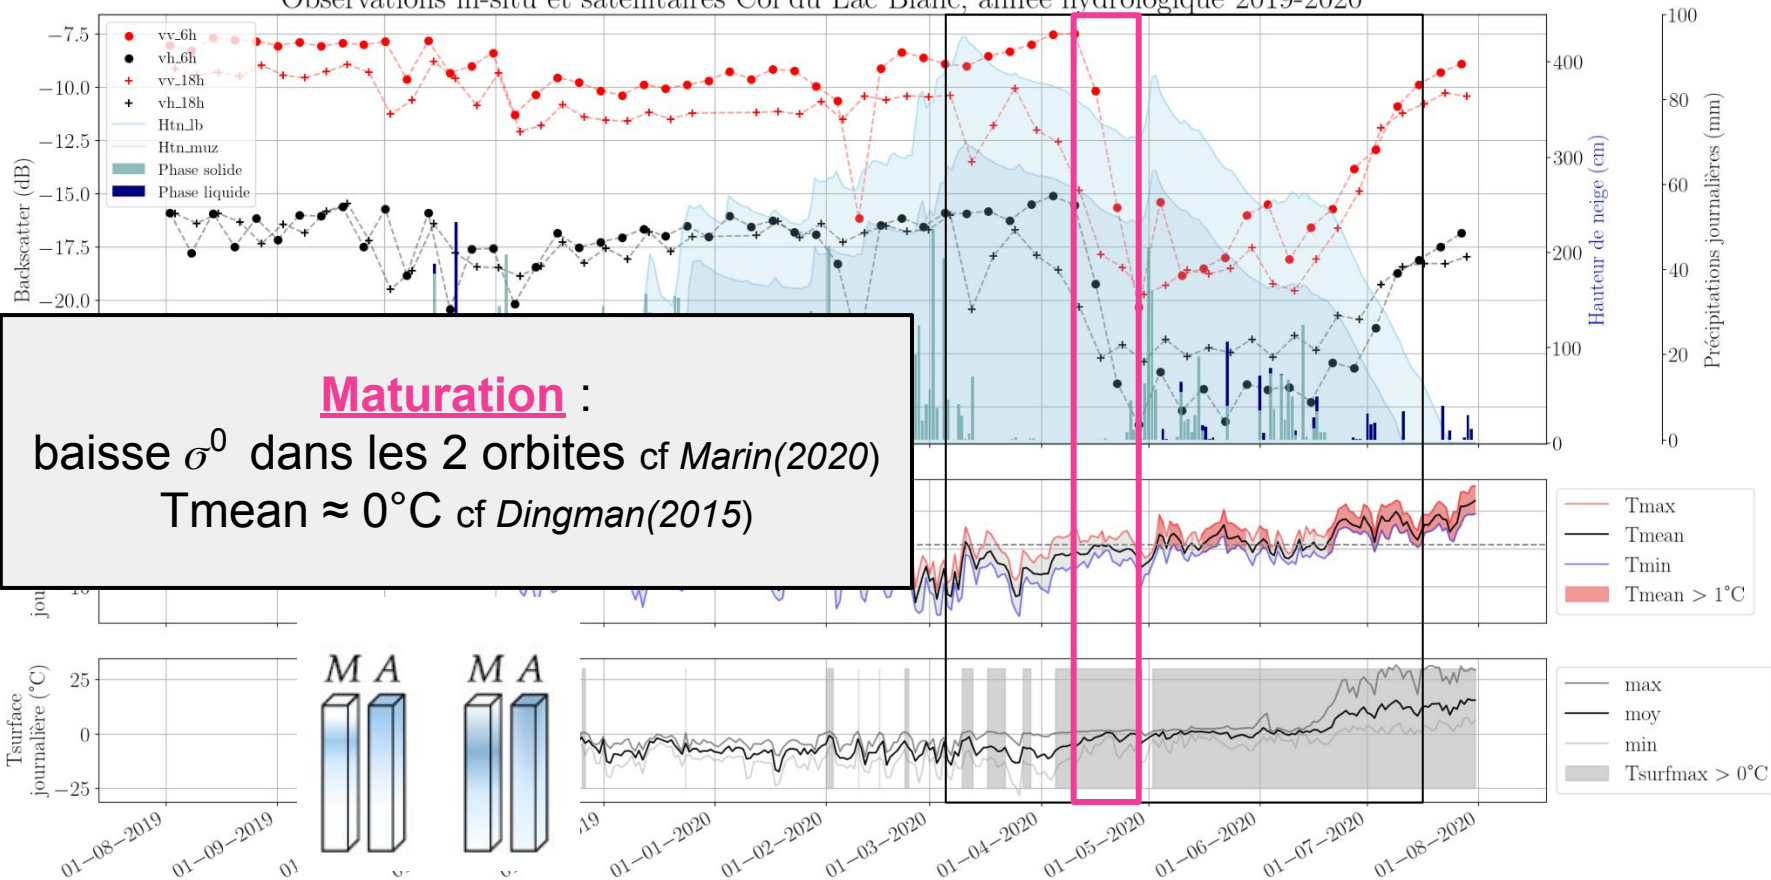 Observations in-situ et satellitaires Col du Lac Blanc, année hydrologique 2019-2020
vv_6h
vh_6h
vv_18h
vh_18h
Htn_lb
Htn_muz
Phase solide
Phase liquide
Backscatter (dB)
−7.5
−10.0
−12.5
−15.0
−17.5
−20.0
400
300
200
100
0
Hauteur de neige (cm)
100
80
60
40
20
0
Précipitations journalières (mm)
Maturation :
baisse σ⁰ dans les 2 orbites cf Marin(2020)
Tmean ≈ 0°C cf Dingman(2015)
Tmax
Tmean
Tmin
Tmean > 1°C
M A M A
Tsurface
journalière (°C)
25
0
−25
max
moy
min
Tsurfmax > 0°C
01−08−2019
01−09−2019
01−01−2020
01−02−2020
01−03−2020
01−04−2020
01−05−2020
01−06−2020
01−07−2020
01−08−2020